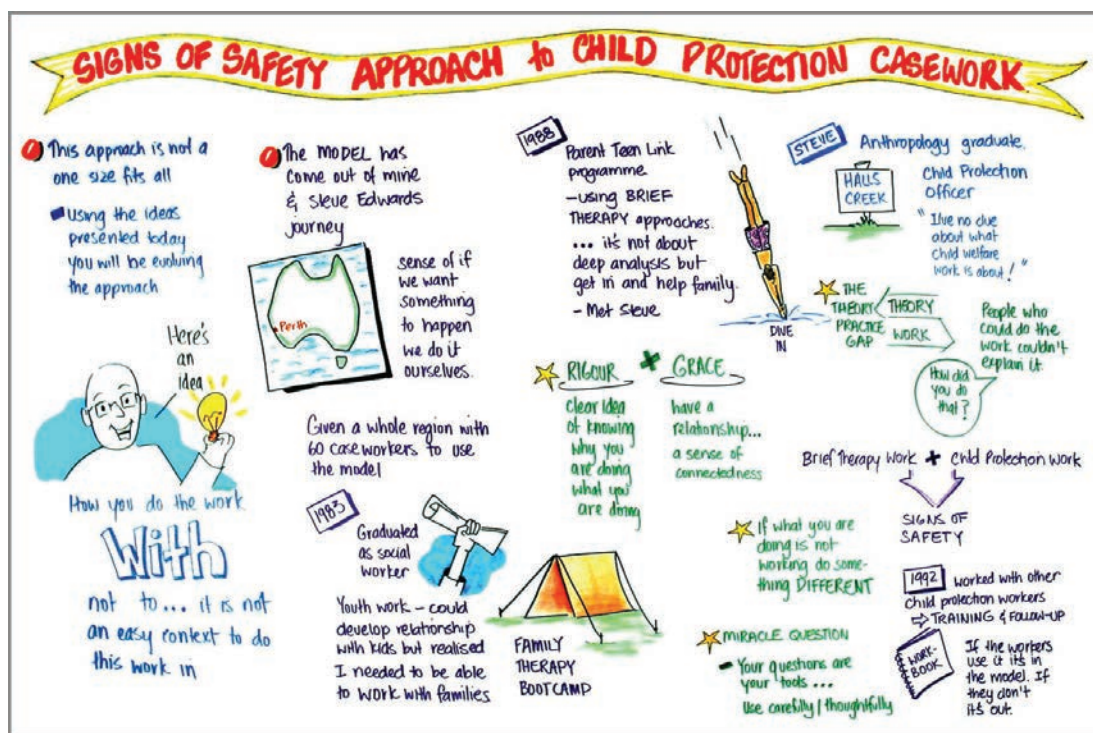 SIGNS OF SAFETY APPROACH to CHILD PROTECTION CASEWORK
This approach is not a
one size fits all
using the ideas
presented today
you will be evolving
the approach
Here's
an
idea
How you do the work
With
not to... it is not
an easy context to do
this work in
The MODEL has
come out of mine
& Steve Edwards
journey
Perth
sense of if
we want
something
to happen
we do it
ourselves.
Given a whole region with
60 case workers to use
the model
1983
Graduated
as social
worker
Youth work – could
develop relationship
with kids but realised
I needed to be able
to work with families
FAMILY
THERAPY
BOOTCAMP
1988
Parent Teen Link
programme
– using BRIEF
THERAPY approaches.
... it's not about
deep analysis but
get in and help family.
– Met Steve
DIVE
IN
RIGOUR + GRACE
clear idea
of knowing
why you
are doing
what you
are doing
have a
relationship...
a sense of
connectedness
STEVE
Anthropology graduate.
HALLS
CREEK
Child Protection
Officer
"I've no clue
about what
child welfare
work is about!"
THE
THEORY
PRACTICE
GAP
THEORY
WORK
People who
could do the
work couldn't
explain it.
How did
you do
that?
Brief Therapy Work + Child Protection Work
SIGNS OF
SAFETY
If what you are
doing is not
working do some-
thing DIFFERENT
MIRACLE QUESTION
– Your questions are
your tools ...
use carefully/thoughtfully
1992
worked with other
child protection workers
⇨ TRAINING & FOLLOW-UP
WORK-
BOOK
If the workers
use it its in
the model. If
they don't
it's out.